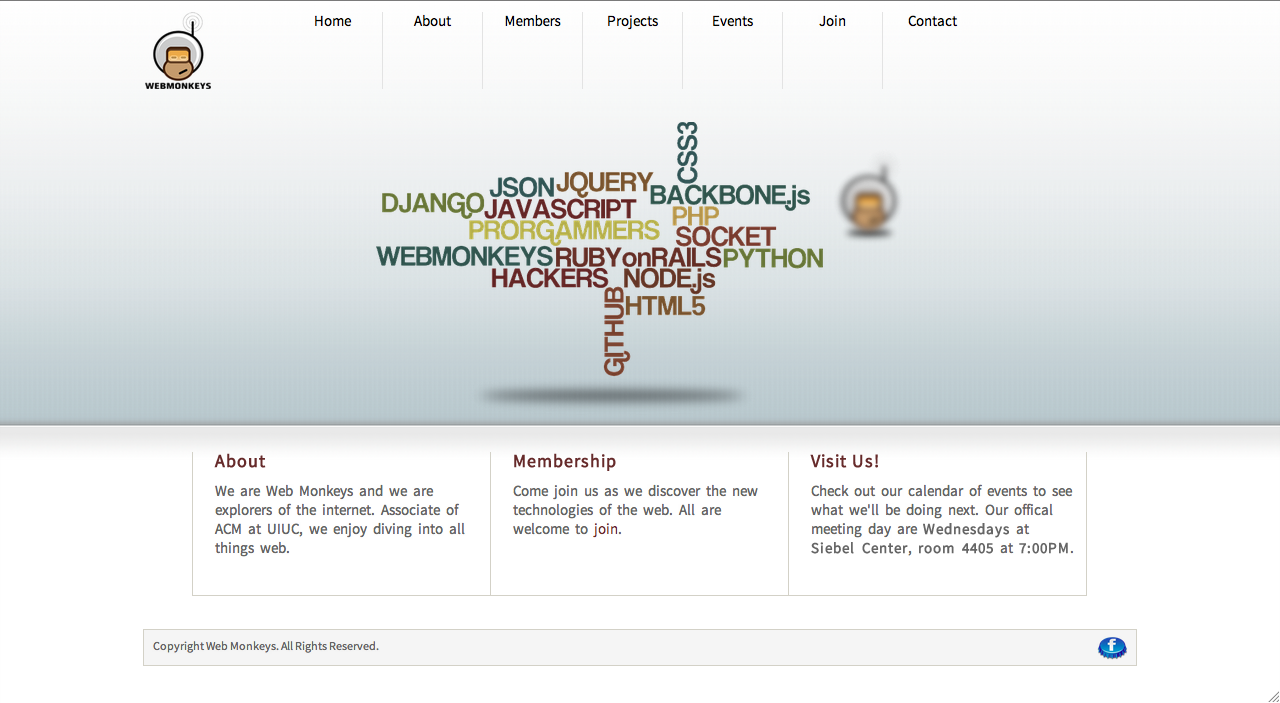 Home About Members Projects Events Join Contact
WEBMONKEYS
CSS3
JSON JQUERY BACKBONE.js
DJANGO JAVASCRIPT PHP
PRORGAMMERS SOCKET
WEBMONKEYS RUBY on RAILS PYTHON
HACKERS NODE.js
GITHUB HTML5
About
We are Web Monkeys and we are
explorers of the internet. Associate of
ACM at UIUC, we enjoy diving into all
things web.
Membership
Come join us as we discover the new
technologies of the web. All are
welcome to join.
Visit Us!
Check out our calendar of events to see
what we'll be doing next. Our offical
meeting day are Wednesdays at
Siebel Center, room 4405 at 7:00PM.
Copyright Web Monkeys. All Rights Reserved.
f